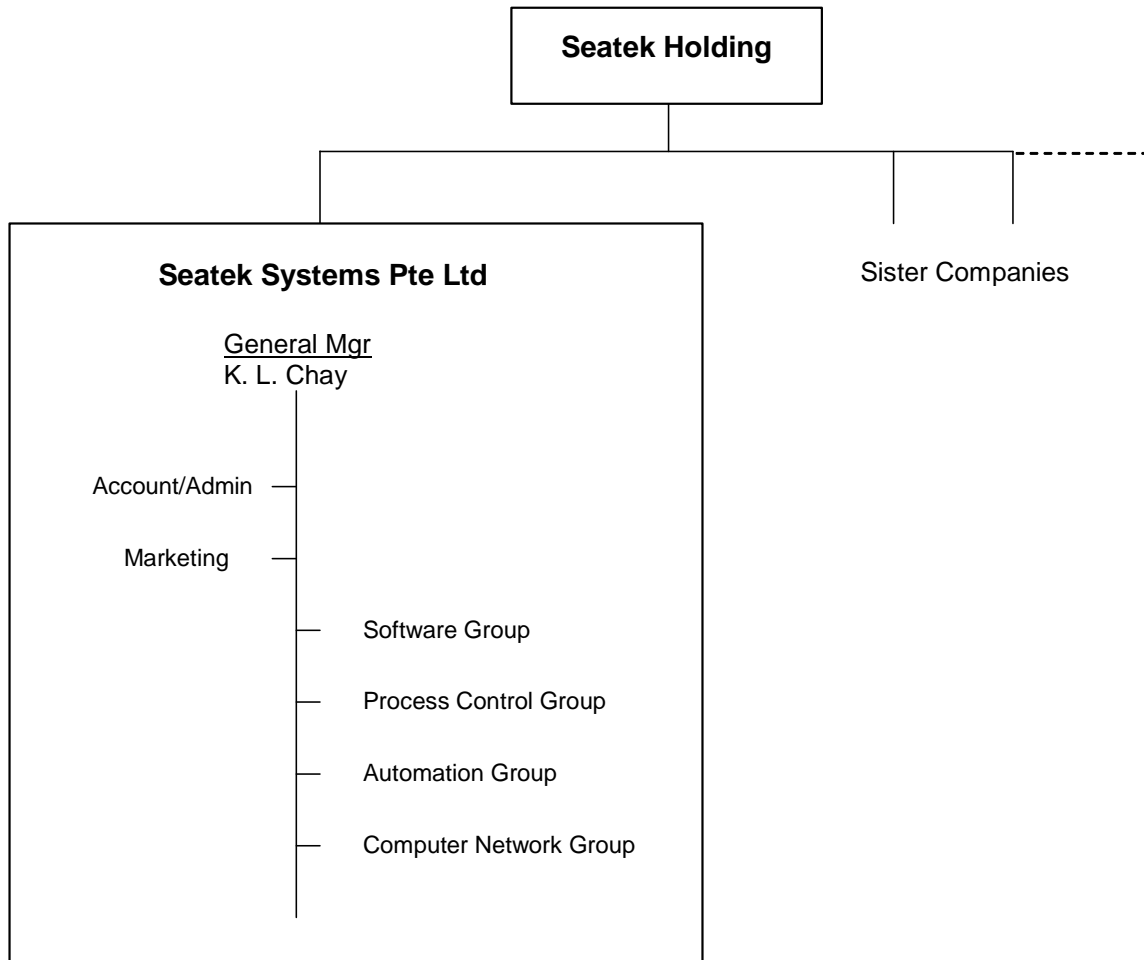 Seatek Holding
Seatek Systems Pte Ltd
Sister Companies
General Mgr
K. L. Chay
Account/Admin
Marketing
Software Group
Process Control Group
Automation Group
Computer Network Group